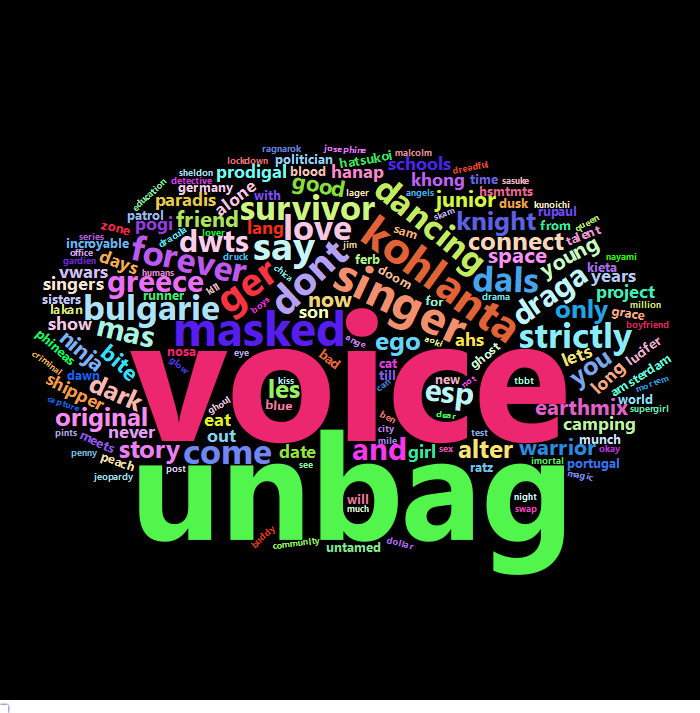 ragnarok josephine malcolm
lockdown politician hatsukoi dreadful
sheldon prodigal blood hanap schools
detective germany good lager khong time sasuke
education alone with angels junior hsmtmts
paradis survivor dancing dusk kunoichi
patrol pogi friend lang love skam knight from rupaul queen
zone dracula lover dwts say jim sam connect talent
series incroyable forever dont kohlanta space young nayami
office druck ferb
gardien days humans kill ger chica doom drama dals kieta
vvars greece boys singer draga years
singers runner now for project
sisters bulgarie son million
lakan masked ego only grace
show mas ange aoki ahs strictly boyfriend
phineas ninja nosa eye bad ghost lets you lucifer
criminal bite glow voice cat not long amsterdam
dawn kiss till can new tbbt mortem
shipper dark ghoul les esp world supergirl
capture blue dear earthmix
original eat ben camping
pints never out city test munch okay
meets story come and mile sex alter warrior
penny date girl
peach post see ratz imortal portugal
jeopardy unbag magic
will night
much swap
buddy community untamed dollar